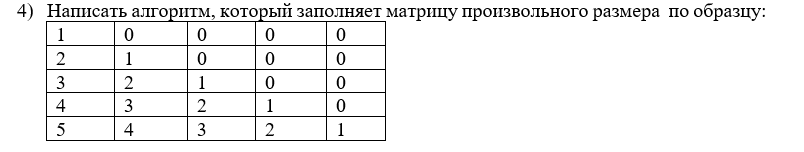 4) Написать алгоритм, который заполняет матрицу произвольного размера по образцу:
1 0 0 0 0
2 1 0 0 0
3 2 1 0 0
4 3 2 1 0
5 4 3 2 1